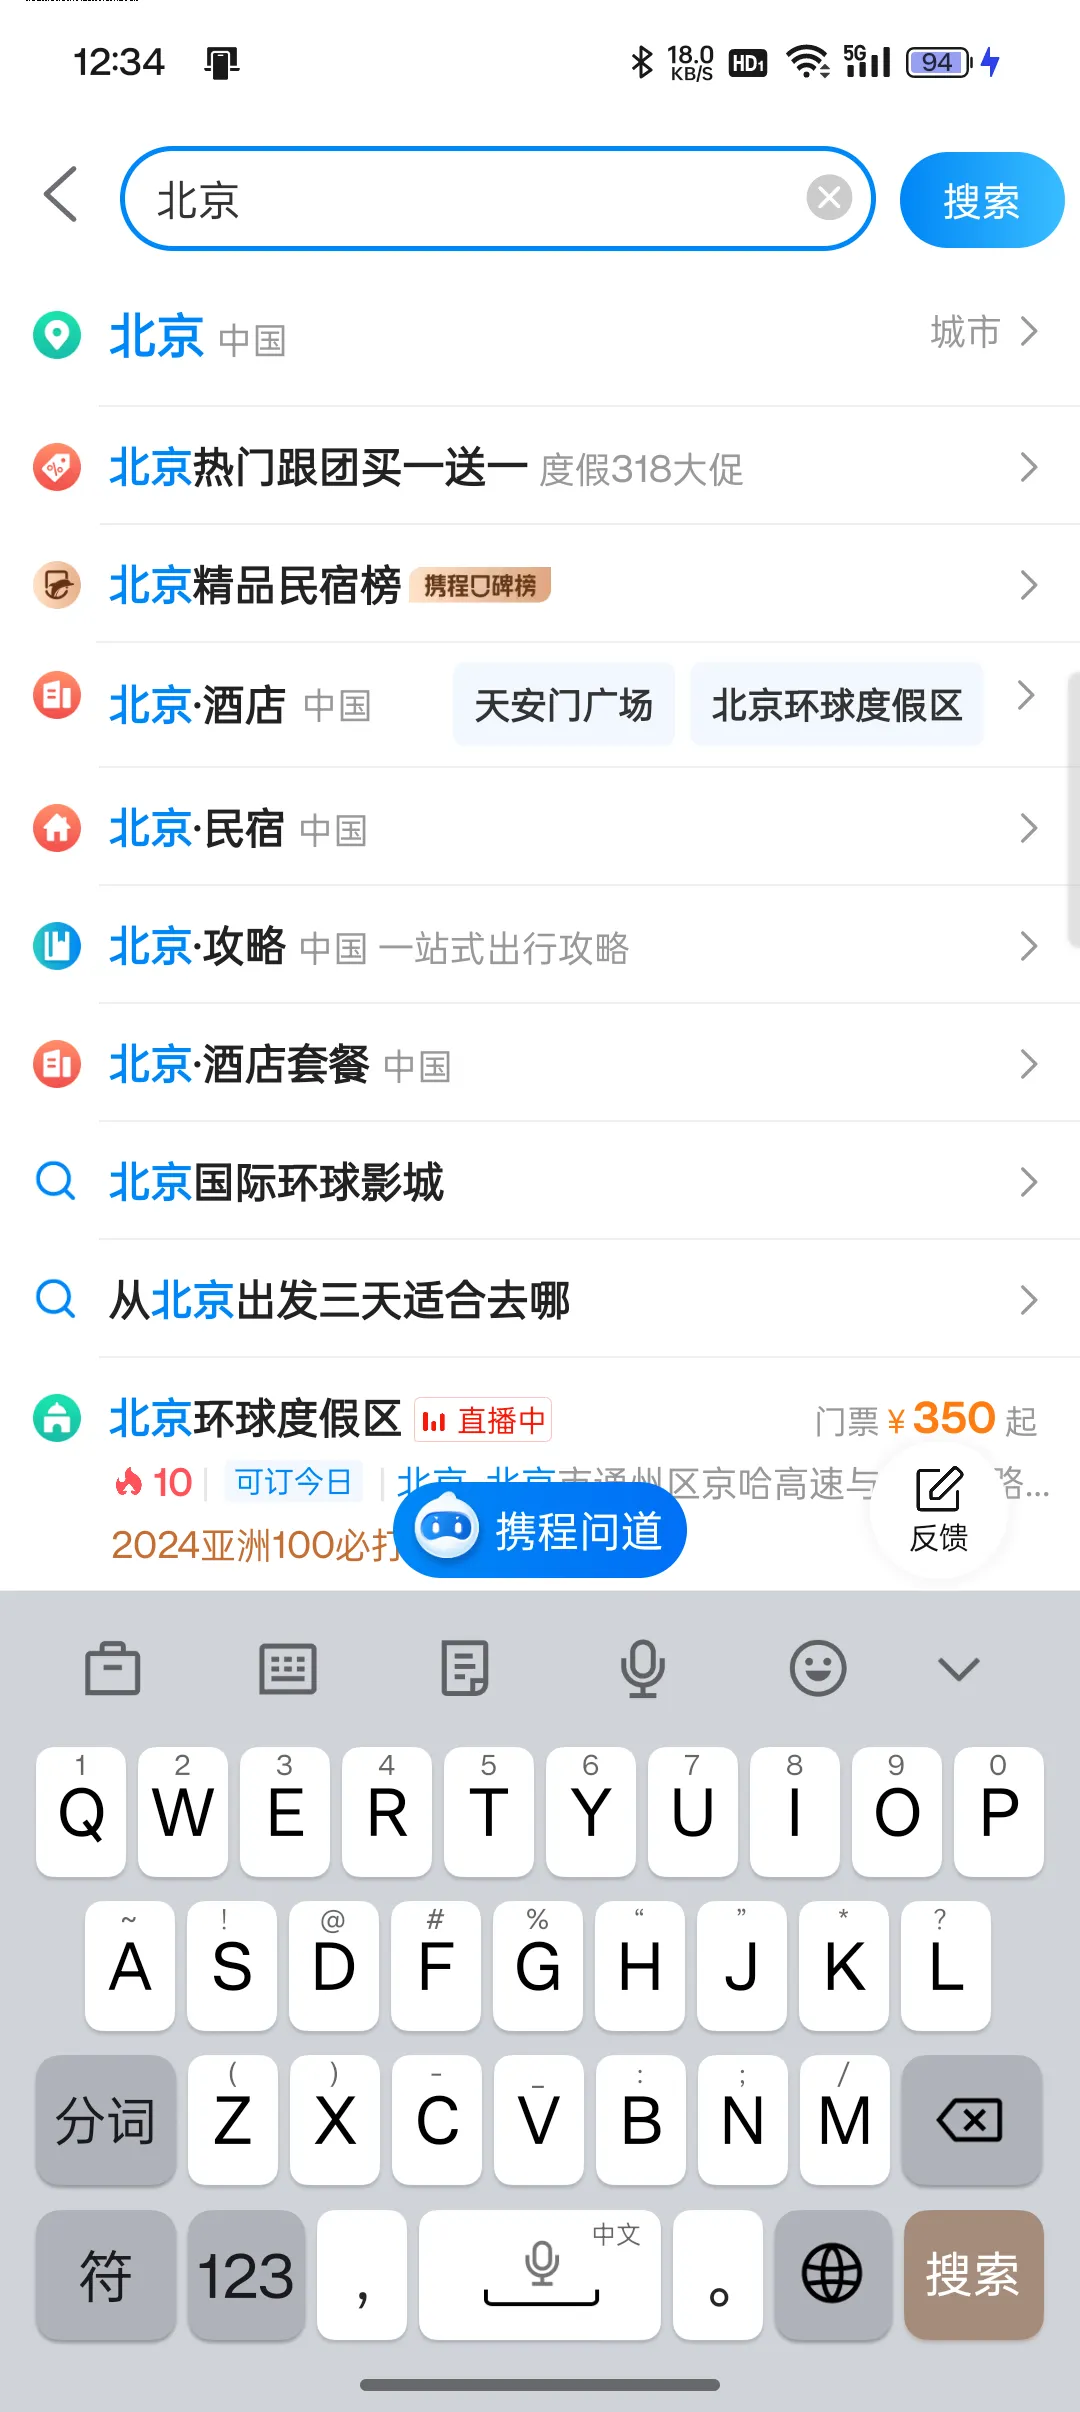 12:34 18.0 KB/S HD1 5G 94
北京 搜索
北京 中国 城市
北京热门跟团买一送一 度假318大促
北京精品民宿榜 携程口碑榜
北京·酒店 中国 天安门广场 北京环球度假区
北京·民宿 中国
北京·攻略 中国 一站式出行攻略
北京·酒店套餐 中国
北京国际环球影城
从北京出发三天适合去哪
北京环球度假区 直播中 门票 ¥350 起
10 可订今日 北京, 北京市通州区京哈高速与 路...
2024亚洲100必打
携程问道
反馈
1 2 3 4 5 6 7 8 9 0
Q W E R T Y U I O P
~ ! @ # % “ ” * ?
A S D F G H J K L
( ) - _ : ; /
分词 Z X C V B N M
中文
符 123 , 。 搜索